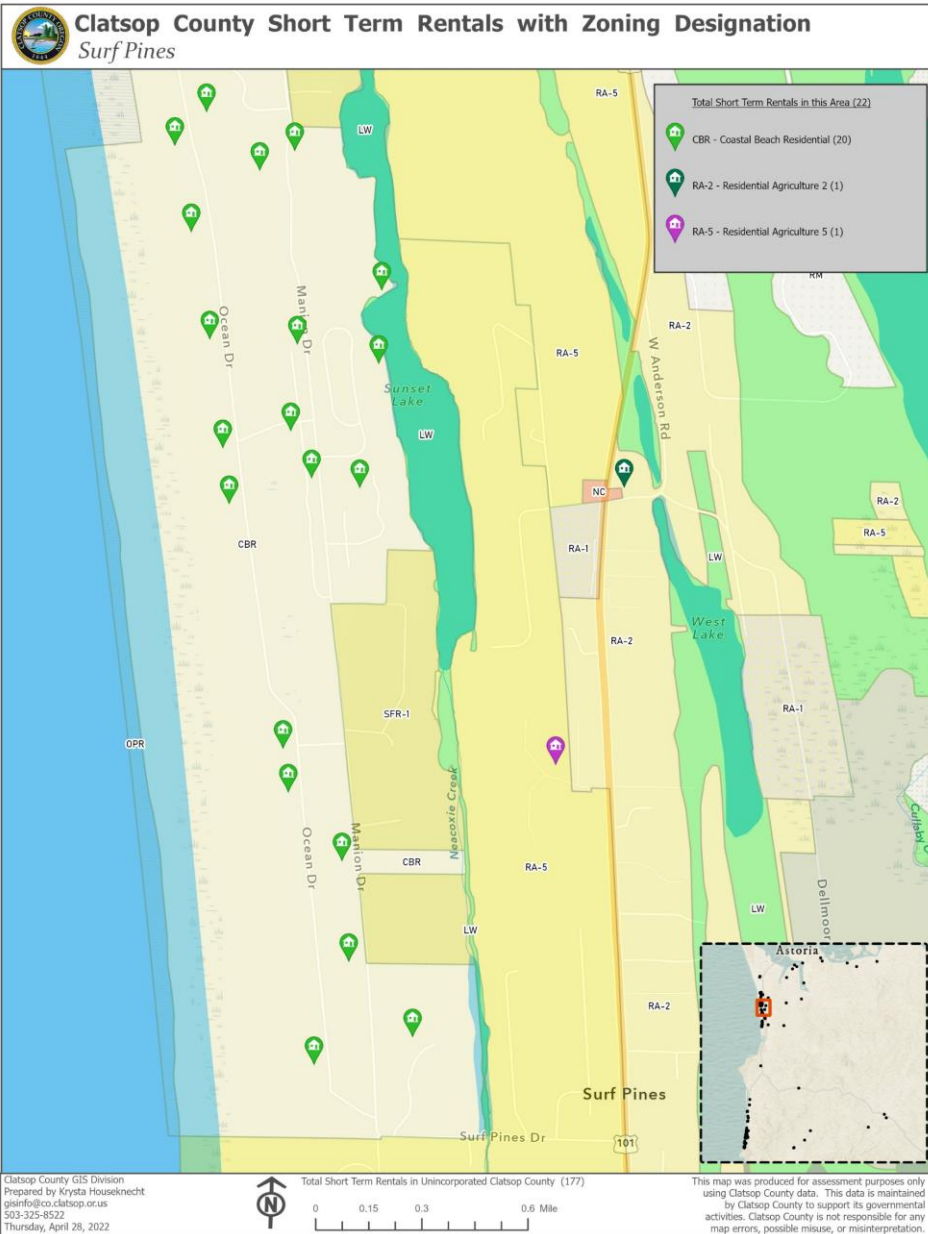 CLATSOP COUNTY, OREGON
1844
Clatsop County Short Term Rentals with Zoning Designation
Surf Pines
Total Short Term Rentals in this Area (22)
CBR - Coastal Beach Residential (20)
RA-2 - Residential Agriculture 2 (1)
RA-5 - Residential Agriculture 5 (1)
RA-5
LW
RM
Ocean Dr
Manion Dr
RA-2
RA-5
W Anderson Rd
Sunset
Lake
LW
NC
RA-2
RA-5
CBR
RA-1
LW
West
Lake
RA-2
RA-1
SFR-1
OPR
Neacoxie Creek
Cullaby C
Ocean Dr
Manion Dr
CBR
RA-5
Dellmoor
LW
LW
Astoria
RA-2
Surf Pines
Surf Pines Dr
101
Clatsop County GIS Division
Prepared by Krysta Houseknecht
gisinfo@co.clatsop.or.us
503-325-8522
Thursday, April 28, 2022
N
Total Short Term Rentals in Unincorporated Clatsop County (177)
0 0.15 0.3 0.6 Mile
This map was produced for assessment purposes only
using Clatsop County data. This data is maintained
by Clatsop County to support its governmental
activities. Clatsop County is not responsible for any
map errors, possible misuse, or misinterpretation.